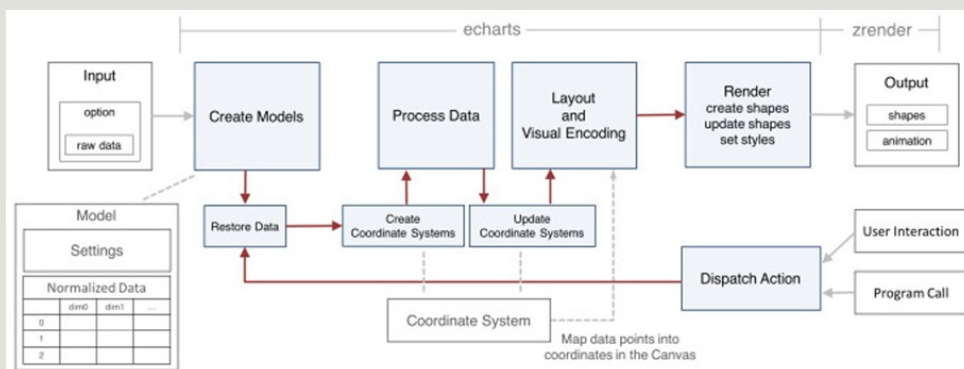 echarts
zrender
Input
option
raw data
Create Models
Process Data
Layout
and
Visual Encoding
Render
create shapes
update shapes
set styles
Output
shapes
animation
Restore Data
Create
Coordinate Systems
Update
Coordinate Systems
Model
Settings
Normalized Data
dim0 dim1 ...
0
1
2
Coordinate System
Map data points into
coordinates in the Canvas
Dispatch Action
User Interaction
Program Call